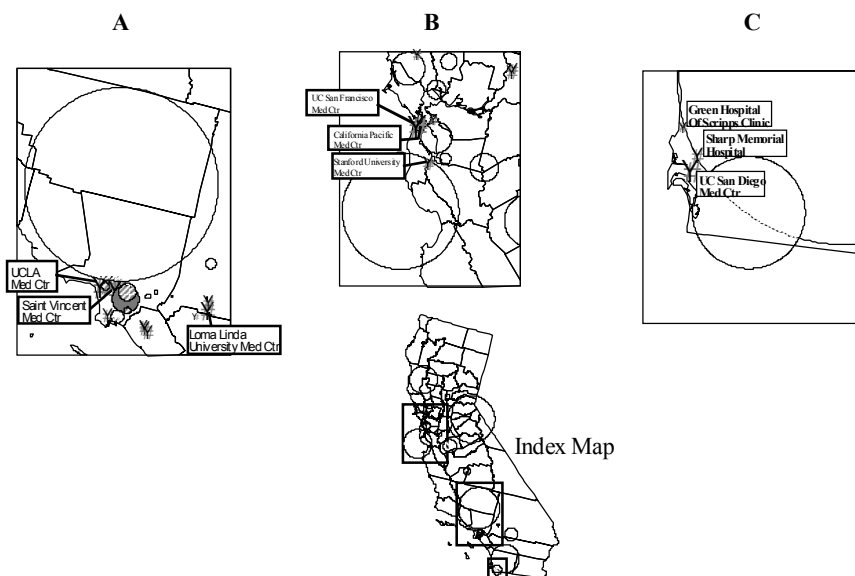 A
B
C
UCLA
Med Ctr
Saint Vincent
Med Ctr
Loma Linda
University Med Ctr
UC San Francisco
Med Ctr
California Pacific
Med Ctr
Stanford University
Med Ctr
Green Hospital
Of Scripps Clinic
Sharp Memorial
Hospital
UC San Diego
Med Ctr
Index Map